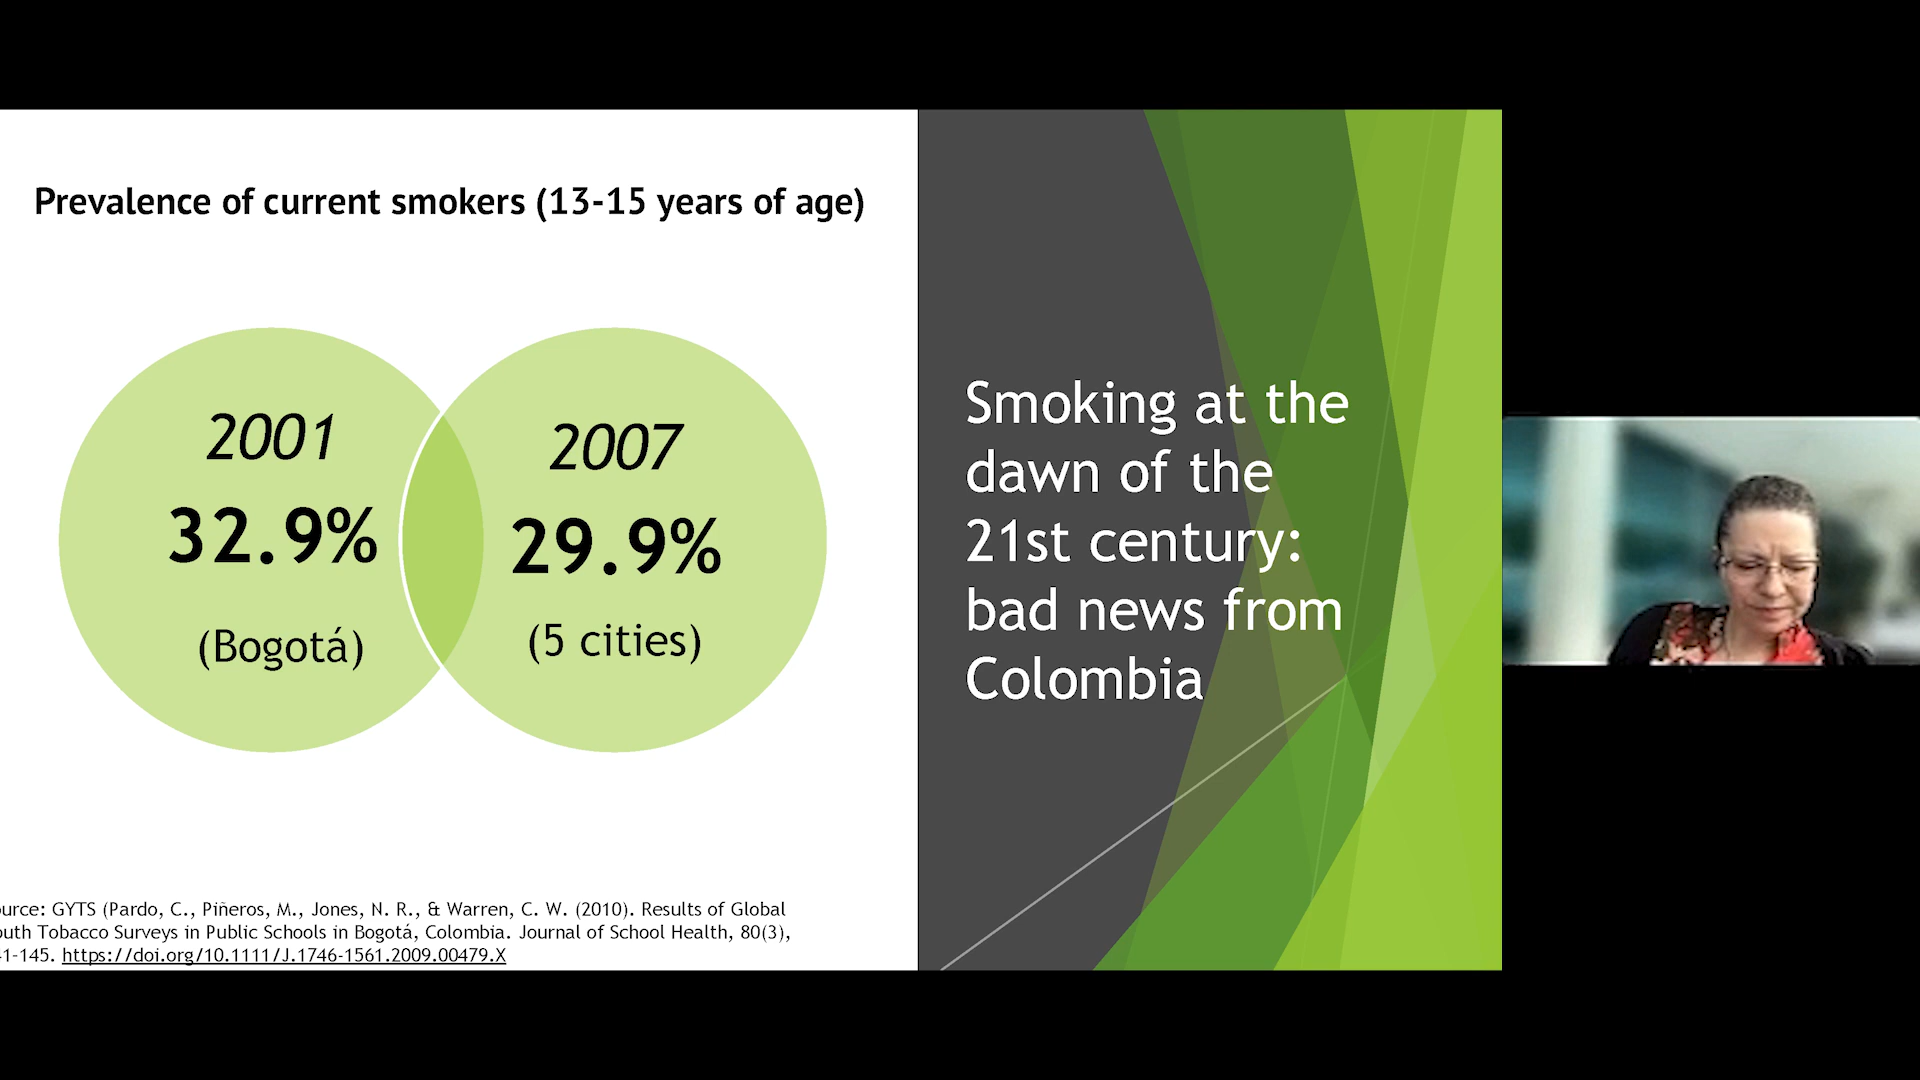 Prevalence of current smokers (13-15 years of age)
2001
32.9%
(Bogotá)
2007
29.9%
(5 cities)
Smoking at the
dawn of the
21st century:
bad news from
Colombia
urce: GYTS (Pardo, C., Piñeros, M., Jones, N. R., & Warren, C. W. (2010). Results of Global
outh Tobacco Surveys in Public Schools in Bogotá, Colombia. Journal of School Health, 80(3),
1-145. https://doi.org/10.1111/J.1746-1561.2009.00479.X